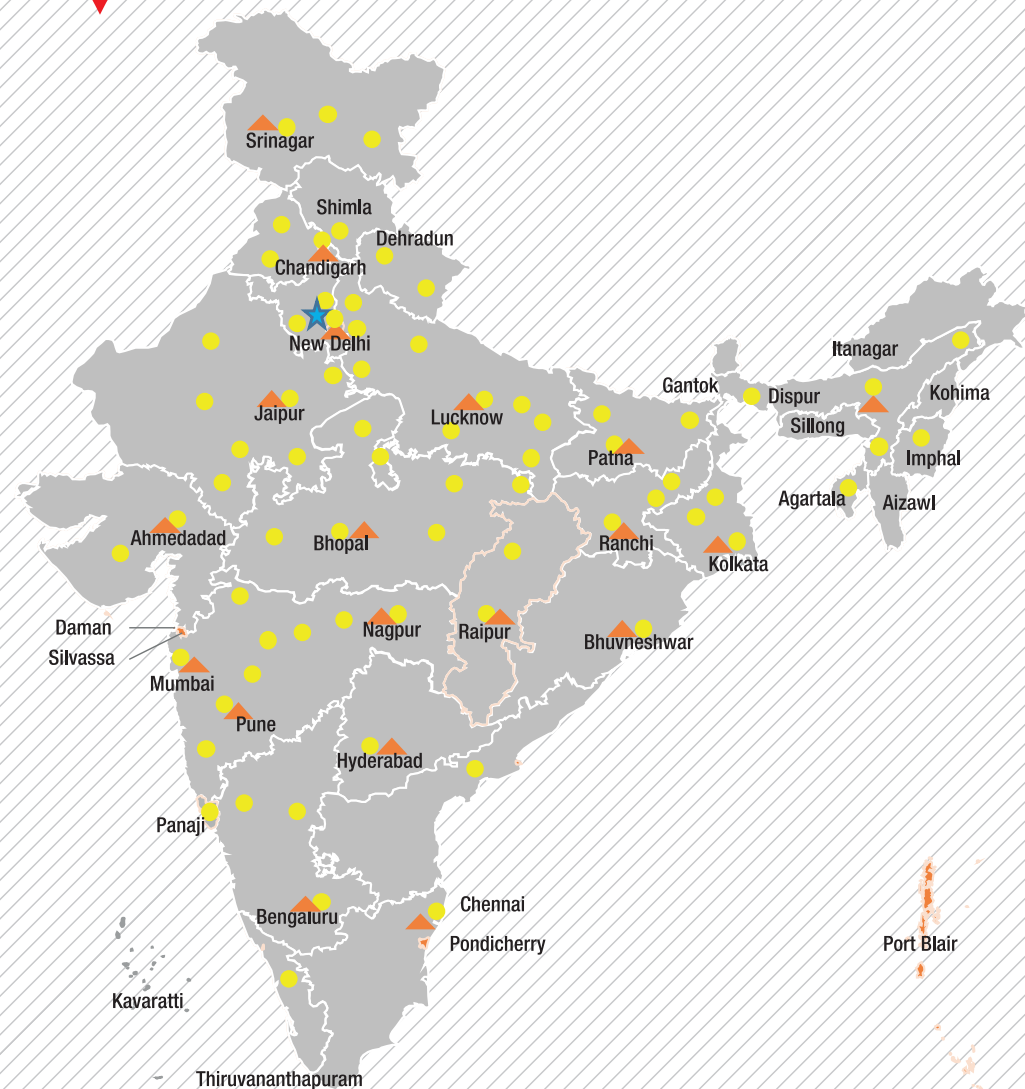 Srinagar
Shimla
Dehradun
Chandigarh
New Delhi
Itanagar
Gantok
Dispur
Kohima
Jaipur
Lucknow
Sillong
Patna
Imphal
Agartala
Aizawl
Ahmedadad
Bhopal
Ranchi
Kolkata
Daman
Nagpur
Raipur
Bhuvneshwar
Silvassa
Mumbai
Pune
Hyderabad
Panaji
Bengaluru
Chennai
Pondicherry
Port Blair
Kavaratti
Thiruvananthapuram